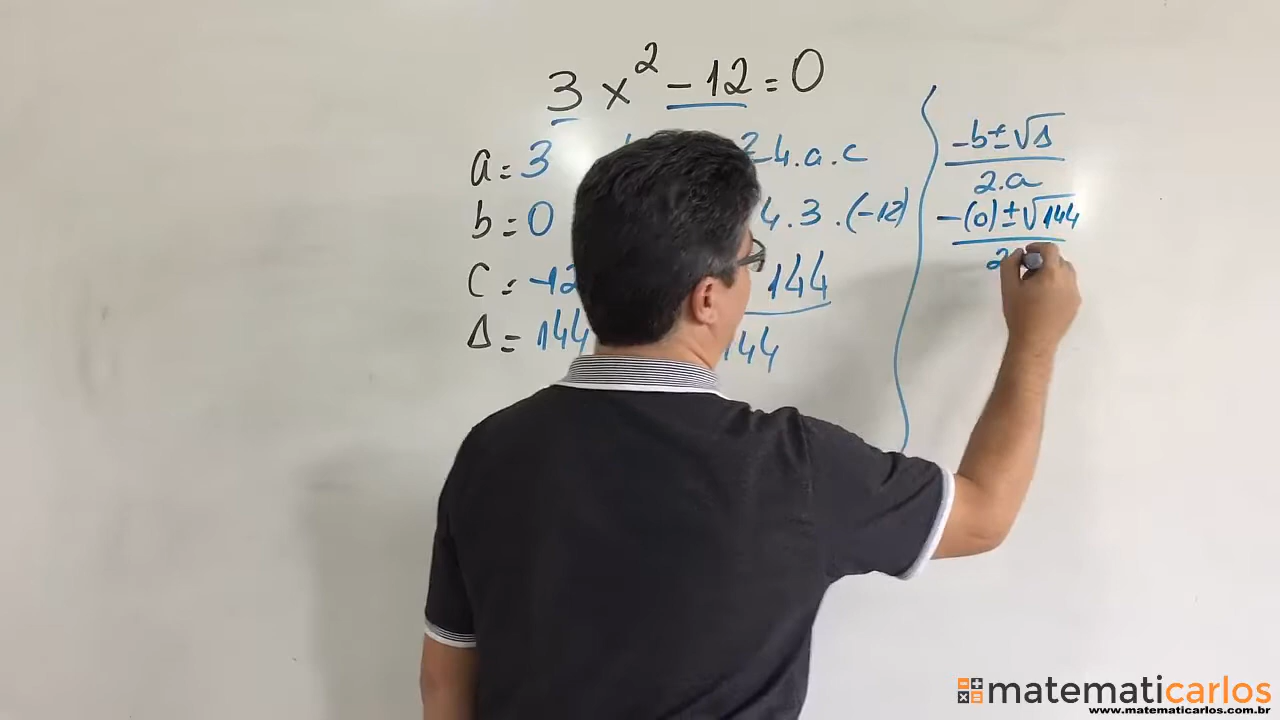 3x² - 12 = 0
a = 3
b = 0
c = -12
Δ = 144
- 4.a.c
4.3.(-12)
144
144
-b ± √Δ
2.a
-(0) ± √144
2
matematicarlos
www.matematicarlos.com.br